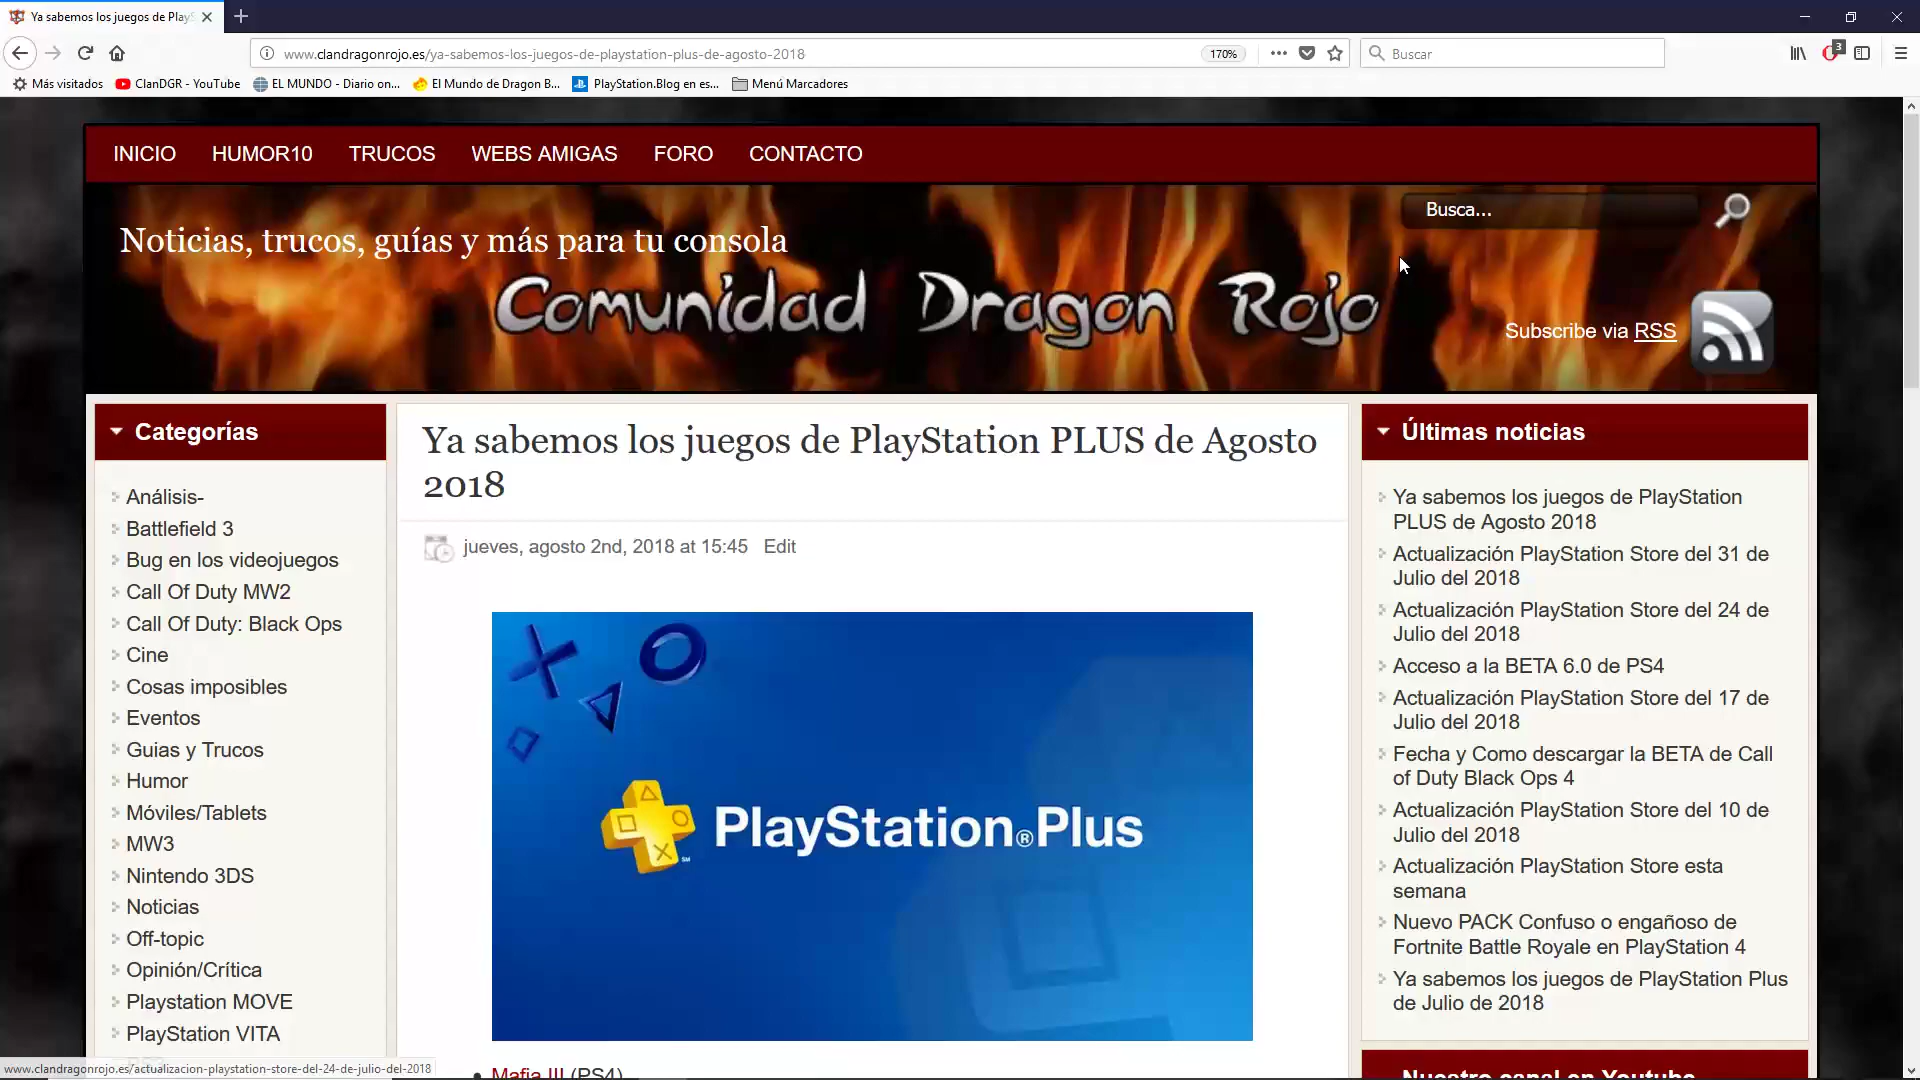 Ya sabemos los juegos de PlayS
www.clandragonrojo.es/ya-sabemos-los-juegos-de-playstation-plus-de-agosto-2018
170%
Buscar
3
Más visitados
ClanDGR - YouTube
EL MUNDO - Diario on...
El Mundo de Dragon B...
PlayStation.Blog en es...
Menú Marcadores
INICIO
HUMOR10
TRUCOS
WEBS AMIGAS
FORO
CONTACTO
Busca...
Noticias, trucos, guías y más para tu consola
Comunidad Dragon Rojo
Subscribe via RSS
Categorías
Análisis-
Battlefield 3
Bug en los videojuegos
Call Of Duty MW2
Call Of Duty: Black Ops
Cine
Cosas imposibles
Eventos
Guias y Trucos
Humor
Móviles/Tablets
MW3
Nintendo 3DS
Noticias
Off-topic
Opinión/Crítica
Playstation MOVE
PlayStation VITA
Ya sabemos los juegos de PlayStation PLUS de Agosto
2018
jueves, agosto 2nd, 2018 at 15:45 Edit
PlayStation®Plus
SM
Mafia III (PS4)
Últimas noticias
Ya sabemos los juegos de PlayStation
PLUS de Agosto 2018
Actualización PlayStation Store del 31 de
Julio del 2018
Actualización PlayStation Store del 24 de
Julio del 2018
Acceso a la BETA 6.0 de PS4
Actualización PlayStation Store del 17 de
Julio del 2018
Fecha y Como descargar la BETA de Call
of Duty Black Ops 4
Actualización PlayStation Store del 10 de
Julio del 2018
Actualización PlayStation Store esta
semana
Nuevo PACK Confuso o engañoso de
Fortnite Battle Royale en PlayStation 4
Ya sabemos los juegos de PlayStation Plus
de Julio de 2018
Nuestro canal en Youtube
www.clandragonrojo.es/actualizacion-playstation-store-del-24-de-julio-del-2018